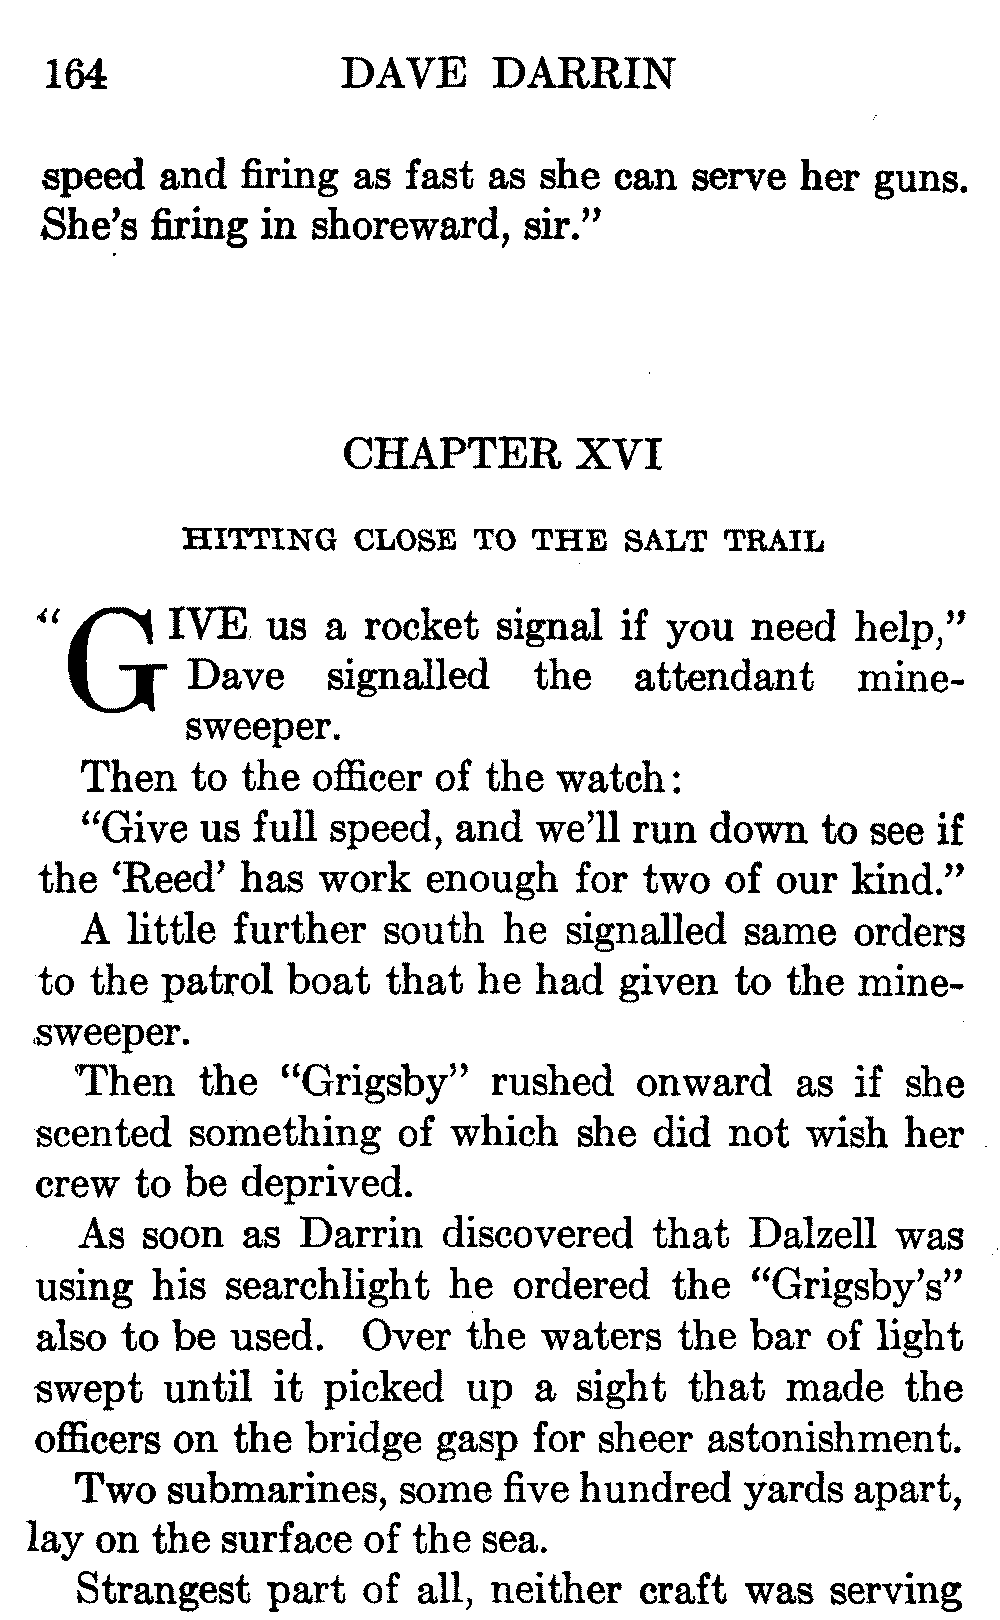 164 DAVE DARRIN
speed and firing as fast as she can serve her guns.
She's firing in shoreward, sir.”
CHAPTER XVI
HITTING CLOSE TO THE SALT TRAIL
“GIVE us a rocket signal if you need help,”
Dave signalled the attendant mine-
sweeper.
Then to the officer of the watch:
“Give us full speed, and we'll run down to see if
the ‘Reed’ has work enough for two of our kind.”
A little further south he signalled same orders
to the patrol boat that he had given to the mine-
sweeper.
Then the “Grigsby” rushed onward as if she
scented something of which she did not wish her
crew to be deprived.
As soon as Darrin discovered that Dalzell was
using his searchlight he ordered the “Grigsby's”
also to be used. Over the waters the bar of light
swept until it picked up a sight that made the
officers on the bridge gasp for sheer astonishment.
Two submarines, some five hundred yards apart,
lay on the surface of the sea.
Strangest part of all, neither craft was serving